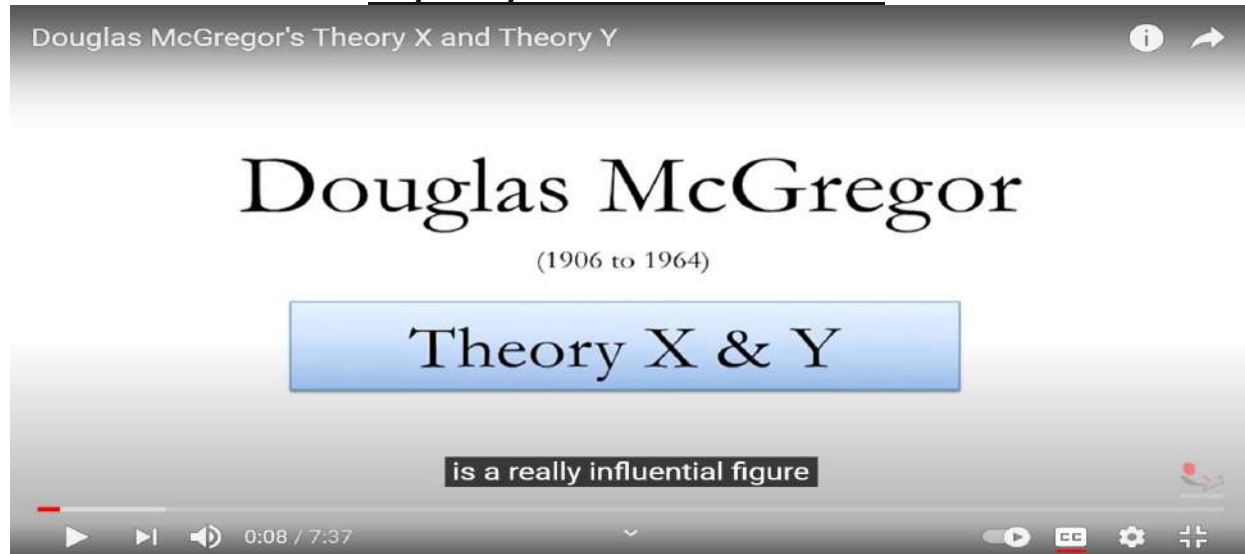 Douglas McGregor's Theory X and Theory Y
Douglas McGregor
(1906 to 1964)
Theory X & Y
is a really influential figure
0:08 / 7:37
CC